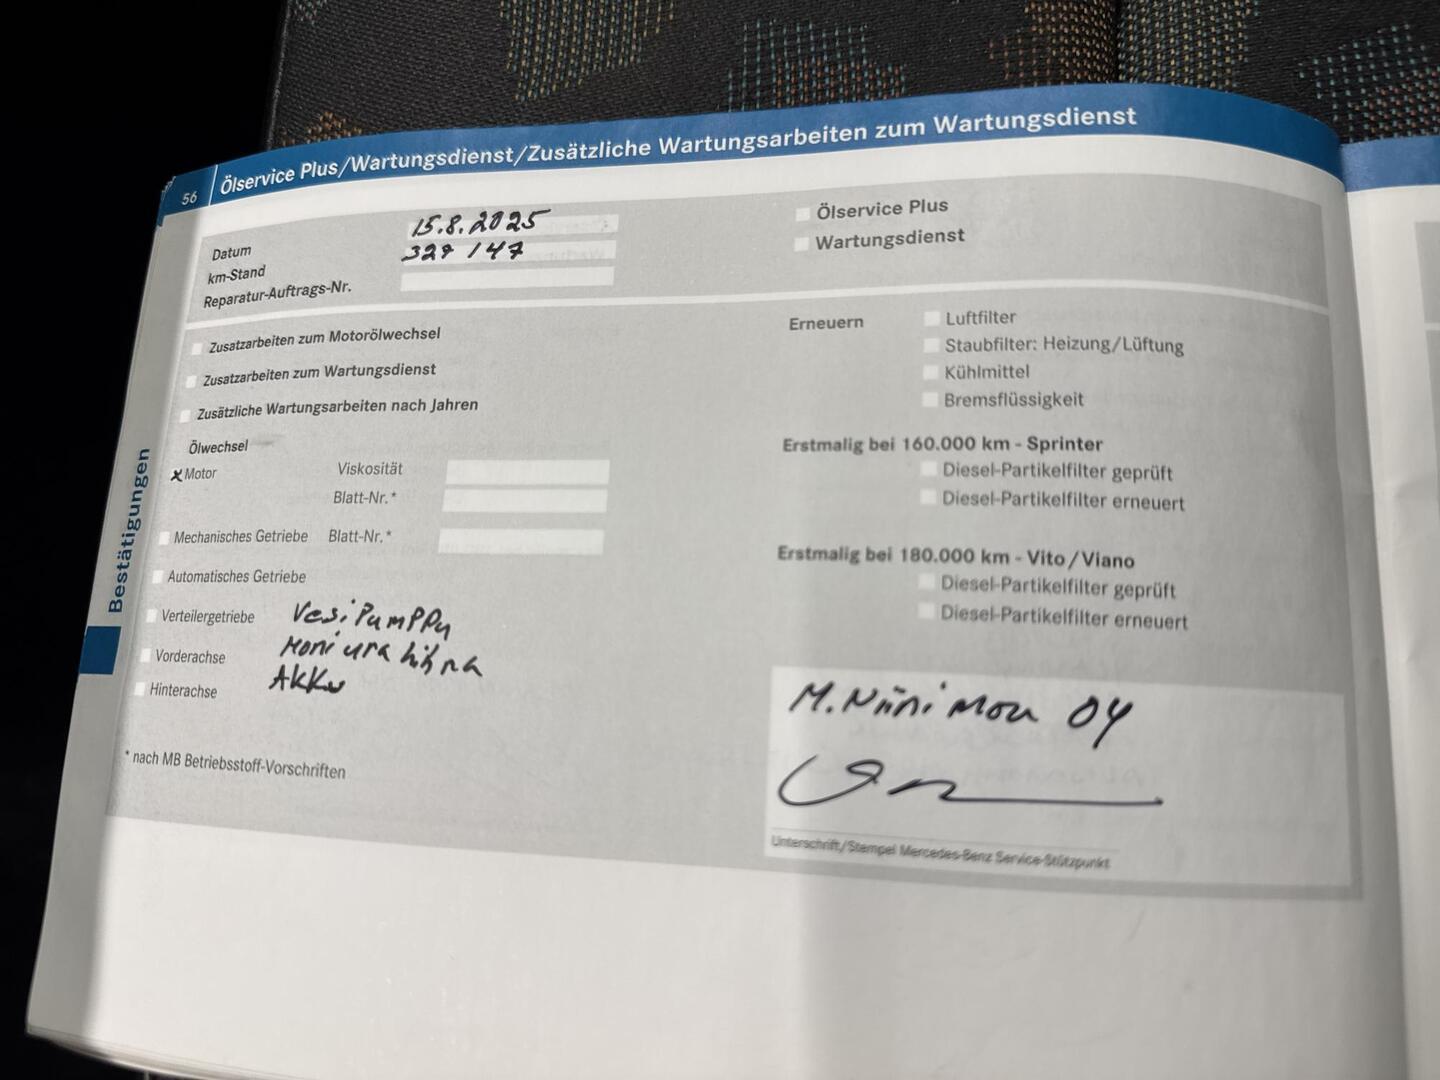 56 Ölservice Plus/Wartungsdienst/Zusätzliche Wartungsarbeiten zum Wartungsdienst
Datum 15.8.2025
km-Stand 329 147
Reparatur-Auftrags-Nr.
Ölservice Plus
Wartungsdienst
Zusatzarbeiten zum Motorölwechsel
Zusatzarbeiten zum Wartungsdienst
Zusätzliche Wartungsarbeiten nach Jahren
Ölwechsel
x Motor Viskosität
Blatt-Nr.*
Mechanisches Getriebe Blatt-Nr.*
Automatisches Getriebe
Verteilergetriebe Vesipumppu
Vorderachse Moniurahihna
Hinterachse Akku
* nach MB Betriebsstoff-Vorschriften
Erneuern Luftfilter
Staubfilter: Heizung/Lüftung
Kühlmittel
Bremsflüssigkeit
Erstmalig bei 160.000 km - Sprinter
Diesel-Partikelfilter geprüft
Diesel-Partikelfilter erneuert
Erstmalig bei 180.000 km - Vito/Viano
Diesel-Partikelfilter geprüft
Diesel-Partikelfilter erneuert
M. Niini OY
Unterschrift/Stempel Mercedes-Benz Service-Stützpunkt
Bestätigungen